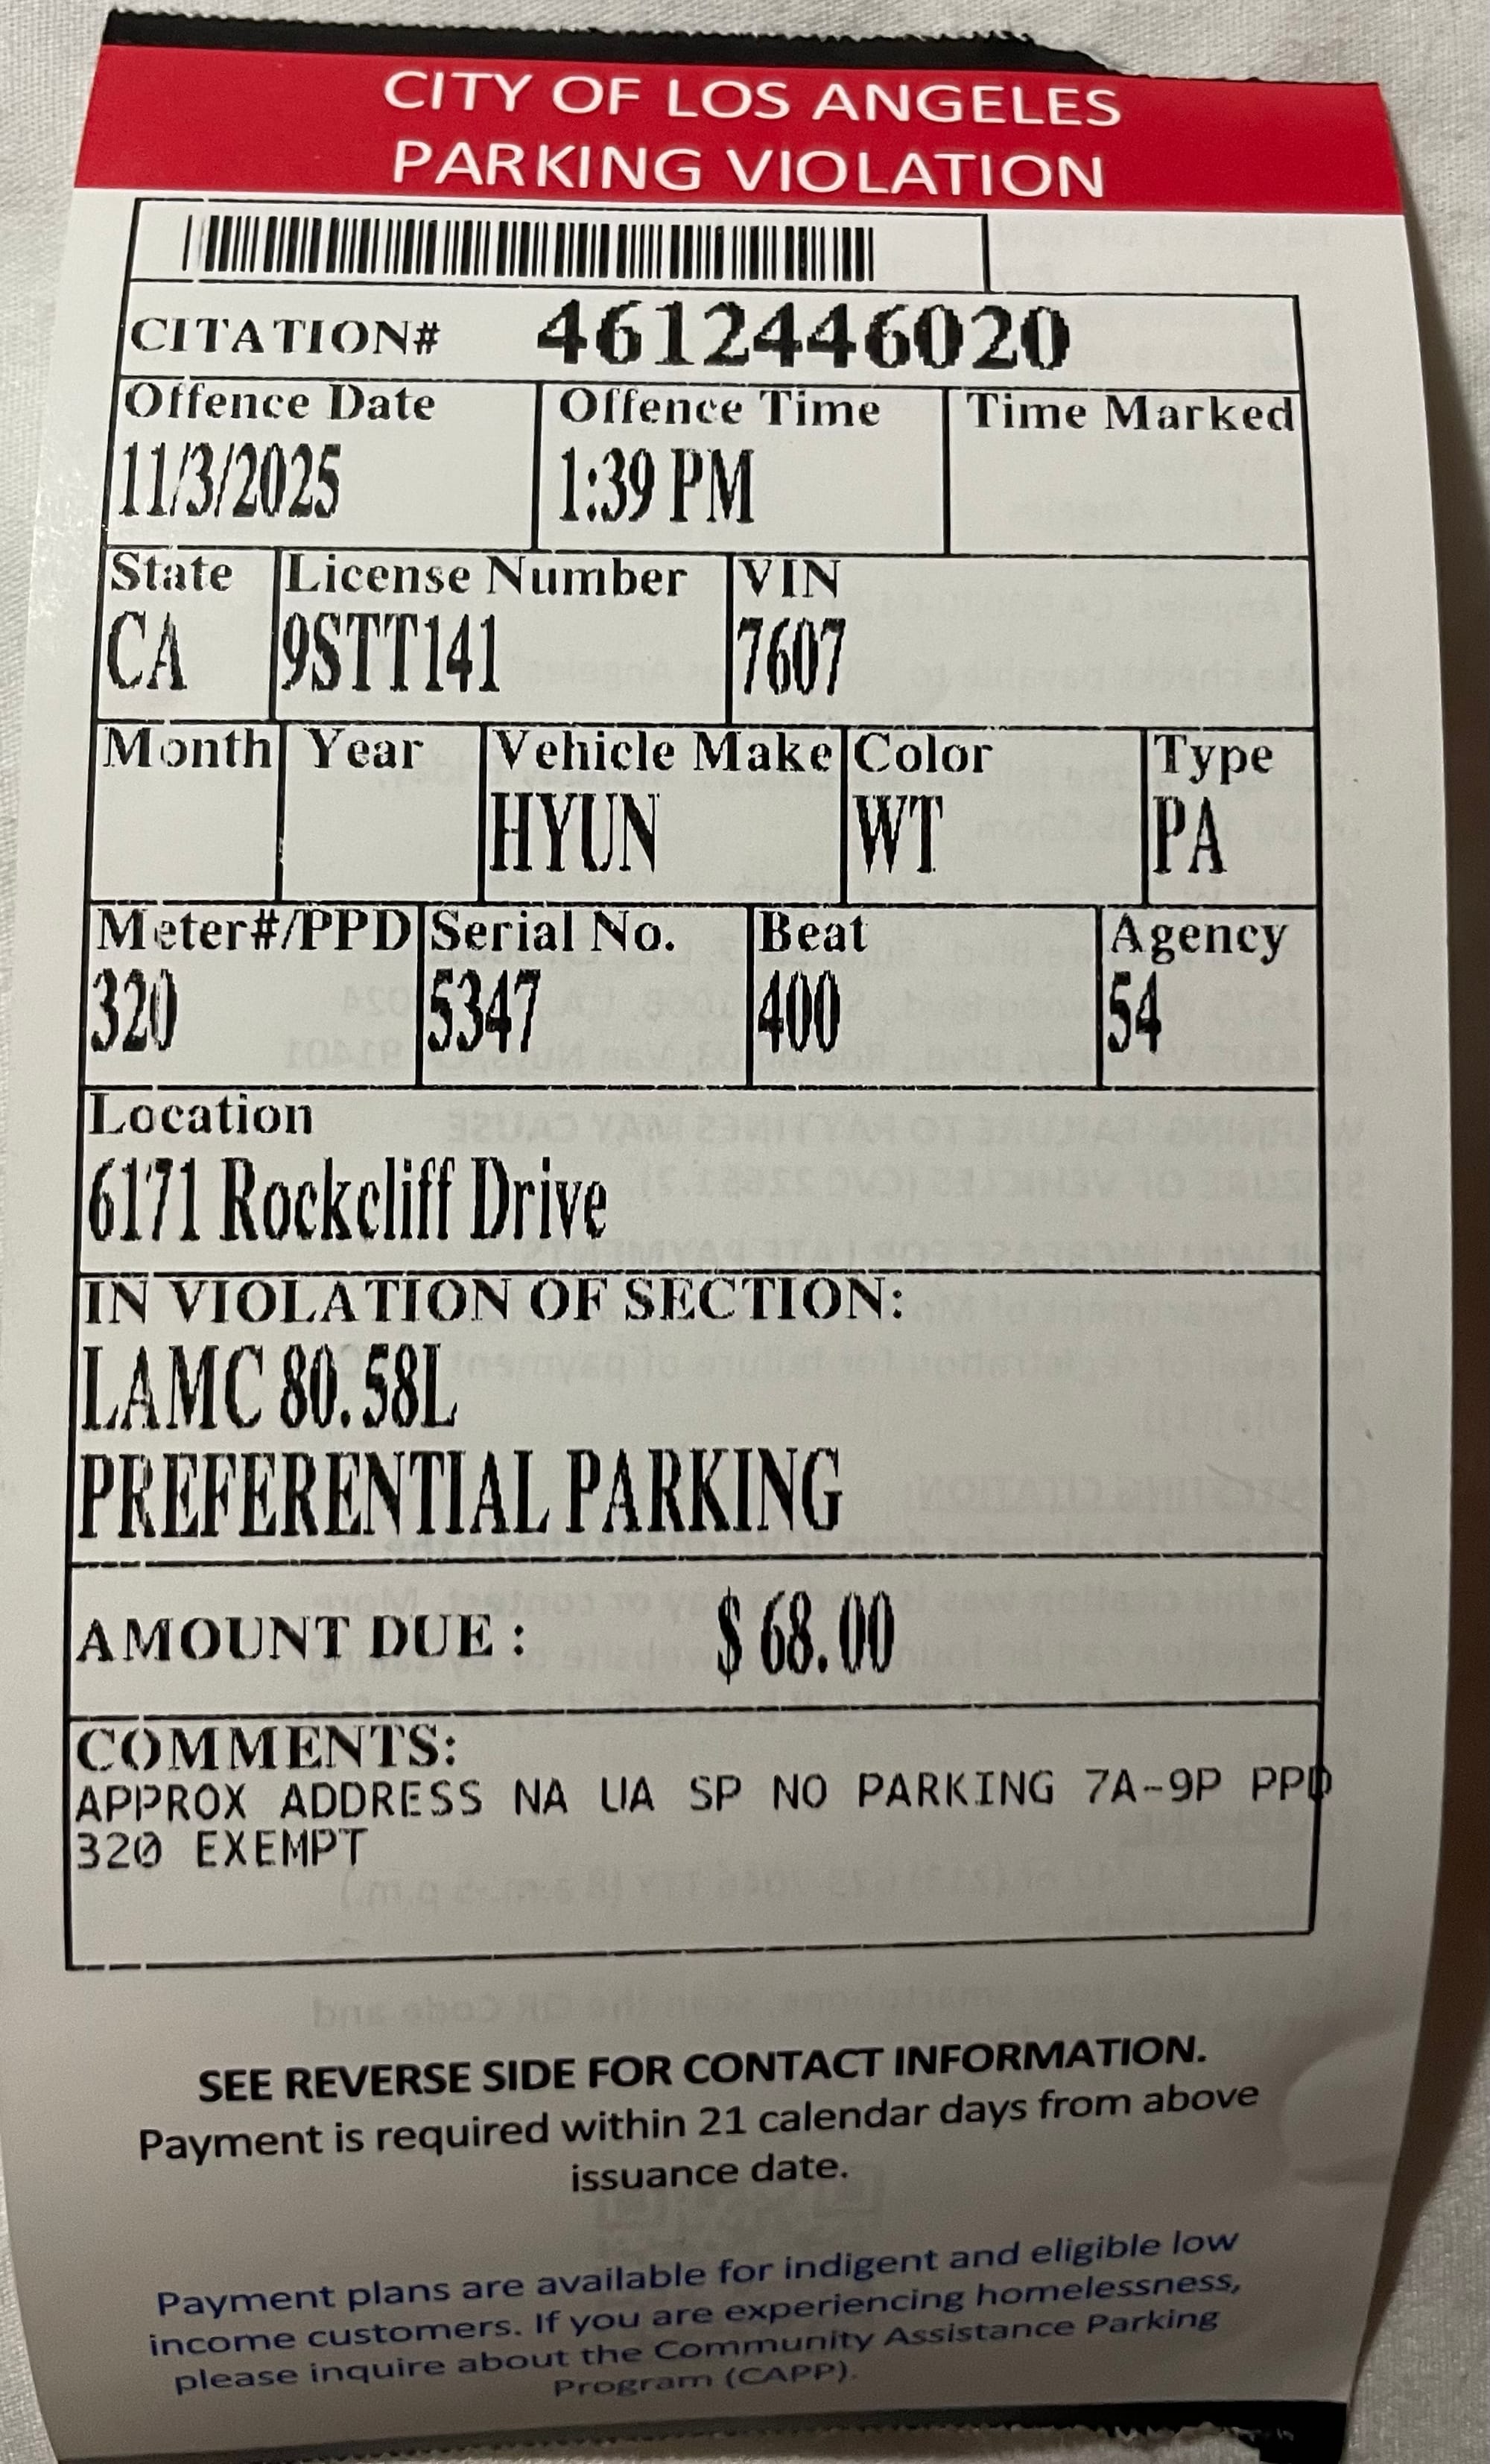 CITY OF LOS ANGELES
PARKING VIOLATION
CITATION# 4612446020
Offence Date Offence Time Time Marked
11/3/2025 1:39 PM
State License Number VIN
CA 9STT141 7607
Month Year Vehicle Make Color Type
HYUN WT PA
Meter#/PPD Serial No. Beat Agency
320 5347 400 54
Location
6171 Rockcliff Drive
IN VIOLATION OF SECTION:
LAMC 80.58L
PREFERENTIAL PARKING
AMOUNT DUE : $ 68.00
COMMENTS:
APPROX ADDRESS NA UA SP NO PARKING 7A-9P PPD
320 EXEMPT
SEE REVERSE SIDE FOR CONTACT INFORMATION.
Payment is required within 21 calendar days from above
issuance date.
Payment plans are available for indigent and eligible low
income customers. If you are experiencing homelessness,
please inquire about the Community Assistance Parking
Program (CAPP).